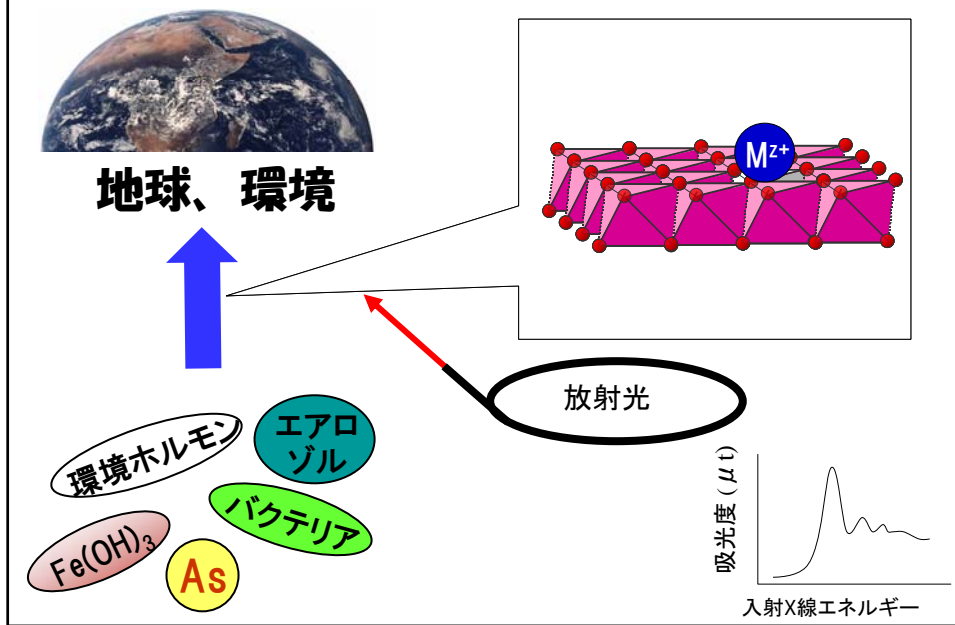 地球、環境
M^z+
放射光
環境ホルモン
エアロ
ゾル
バクテリア
Fe(OH)₃
As
吸光度(μt)
入射X線エネルギー